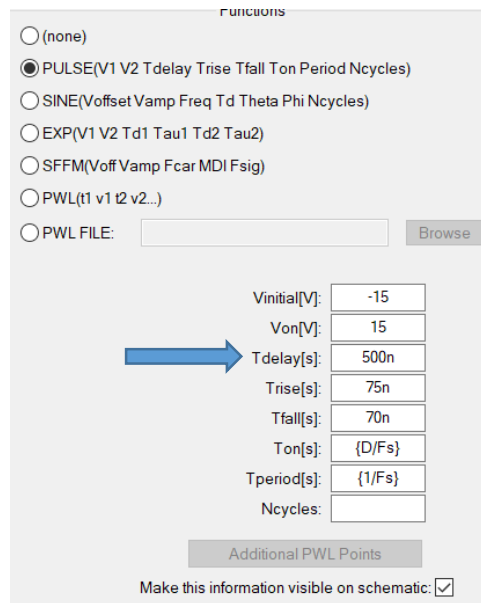 Functions
(none)
PULSE(V1 V2 Tdelay Trise Tfall Ton Period Ncycles)
SINE(Voffset Vamp Freq Td Theta Phi Ncycles)
EXP(V1 V2 Td1 Tau1 Td2 Tau2)
SFFM(Voff Vamp Fcar MDI Fsig)
PWL(t1 v1 t2 v2...)
PWL FILE: Browse
Vinitial[V]: -15
Von[V]: 15
Tdelay[s]: 500n
Trise[s]: 75n
Tfall[s]: 70n
Ton[s]: {D/Fs}
Tperiod[s]: {1/Fs}
Ncycles:
Additional PWL Points
Make this information visible on schematic: